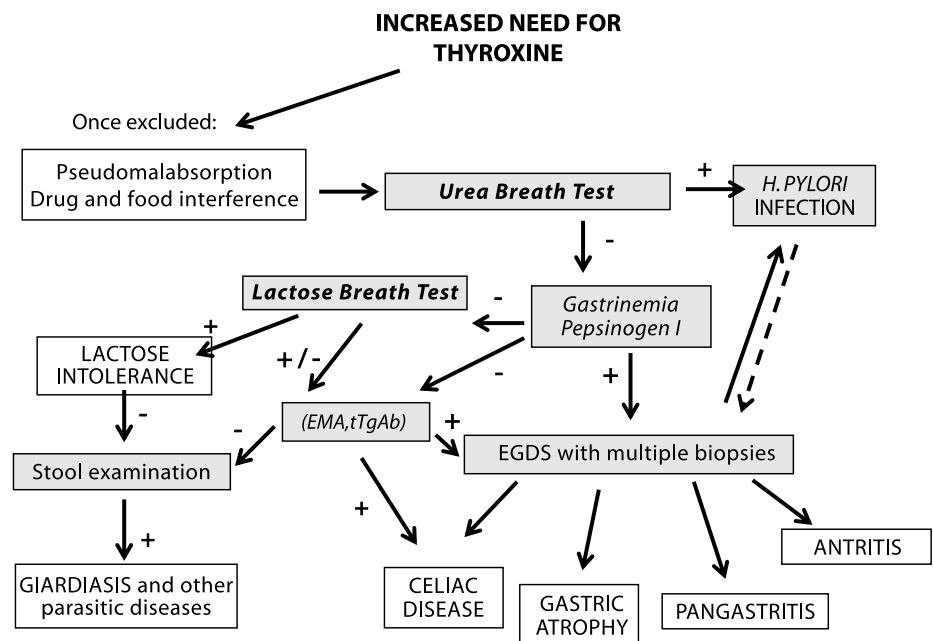 INCREASED NEED FOR
THYROXINE
Once excluded:
Pseudomalabsorption
Drug and food interference
Urea Breath Test
+
H. PYLORI
INFECTION
-
Lactose Breath Test
-
Gastrinemia
Pepsinogen I
+
LACTOSE
INTOLERANCE
+ / -
-
+
-
(EMA,tTgAb)
+
-
Stool examination
EGDS with multiple biopsies
+
+
ANTRITIS
GIARDIASIS and other
parasitic diseases
CELIAC
DISEASE
GASTRIC
ATROPHY
PANGASTRITIS